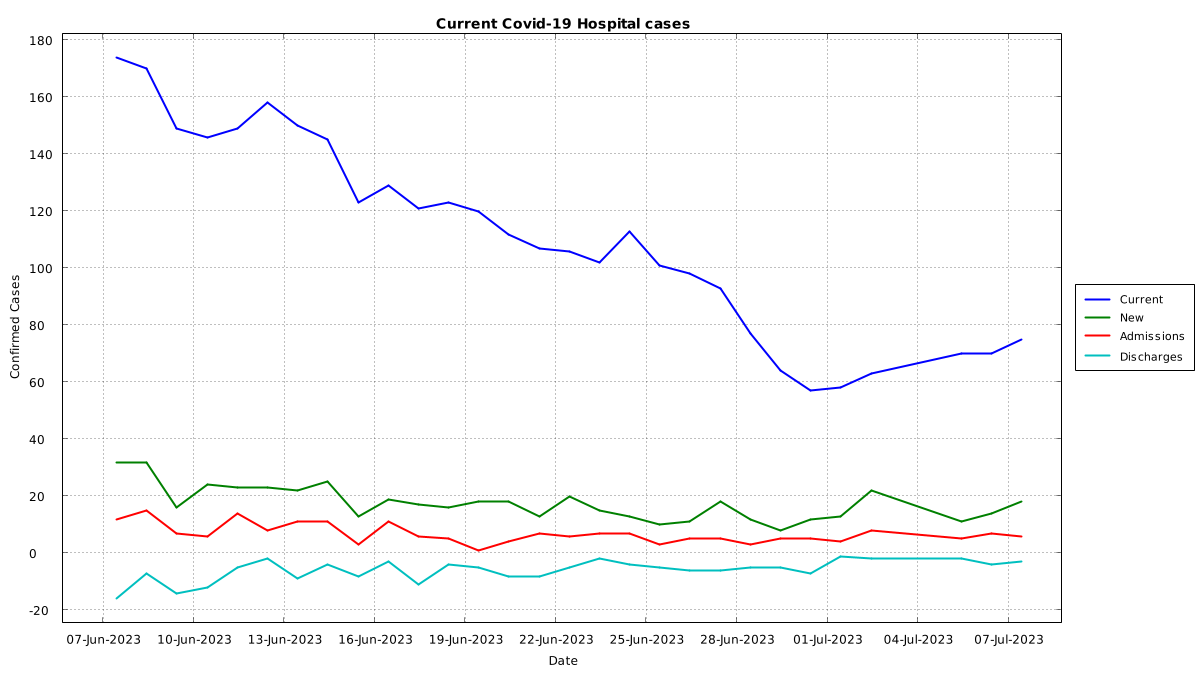 Current Covid-19 Hospital cases
180
160
140
120
100
80
60
40
20
0
-20
Confirmed Cases
07-Jun-2023 10-Jun-2023 13-Jun-2023 16-Jun-2023 19-Jun-2023 22-Jun-2023 25-Jun-2023 28-Jun-2023 01-Jul-2023 04-Jul-2023 07-Jul-2023
Date
Current
New
Admissions
Discharges